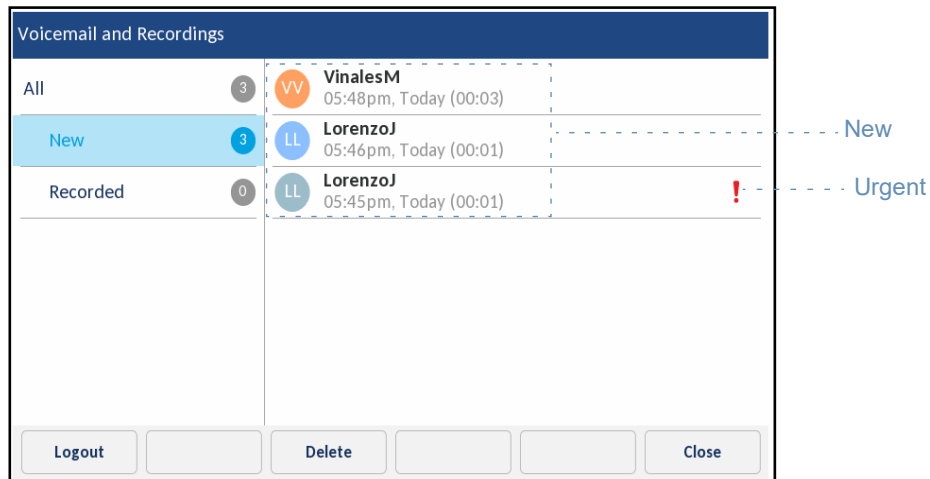 Voicemail and Recordings
All 3
New 3
Recorded 0
VV VinalesM
05:48pm, Today (00:03)
LL LorenzoJ
05:46pm, Today (00:01)
LL LorenzoJ
05:45pm, Today (00:01) !
New
Urgent
Logout Delete Close